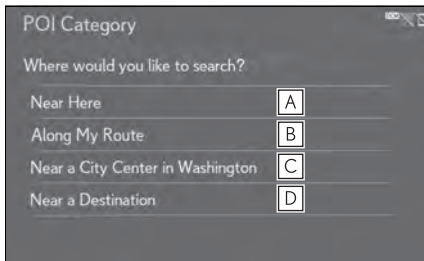 POI Category
Where would you like to search?
Near Here A
Along My Route B
Near a City Center in Washington C
Near a Destination D